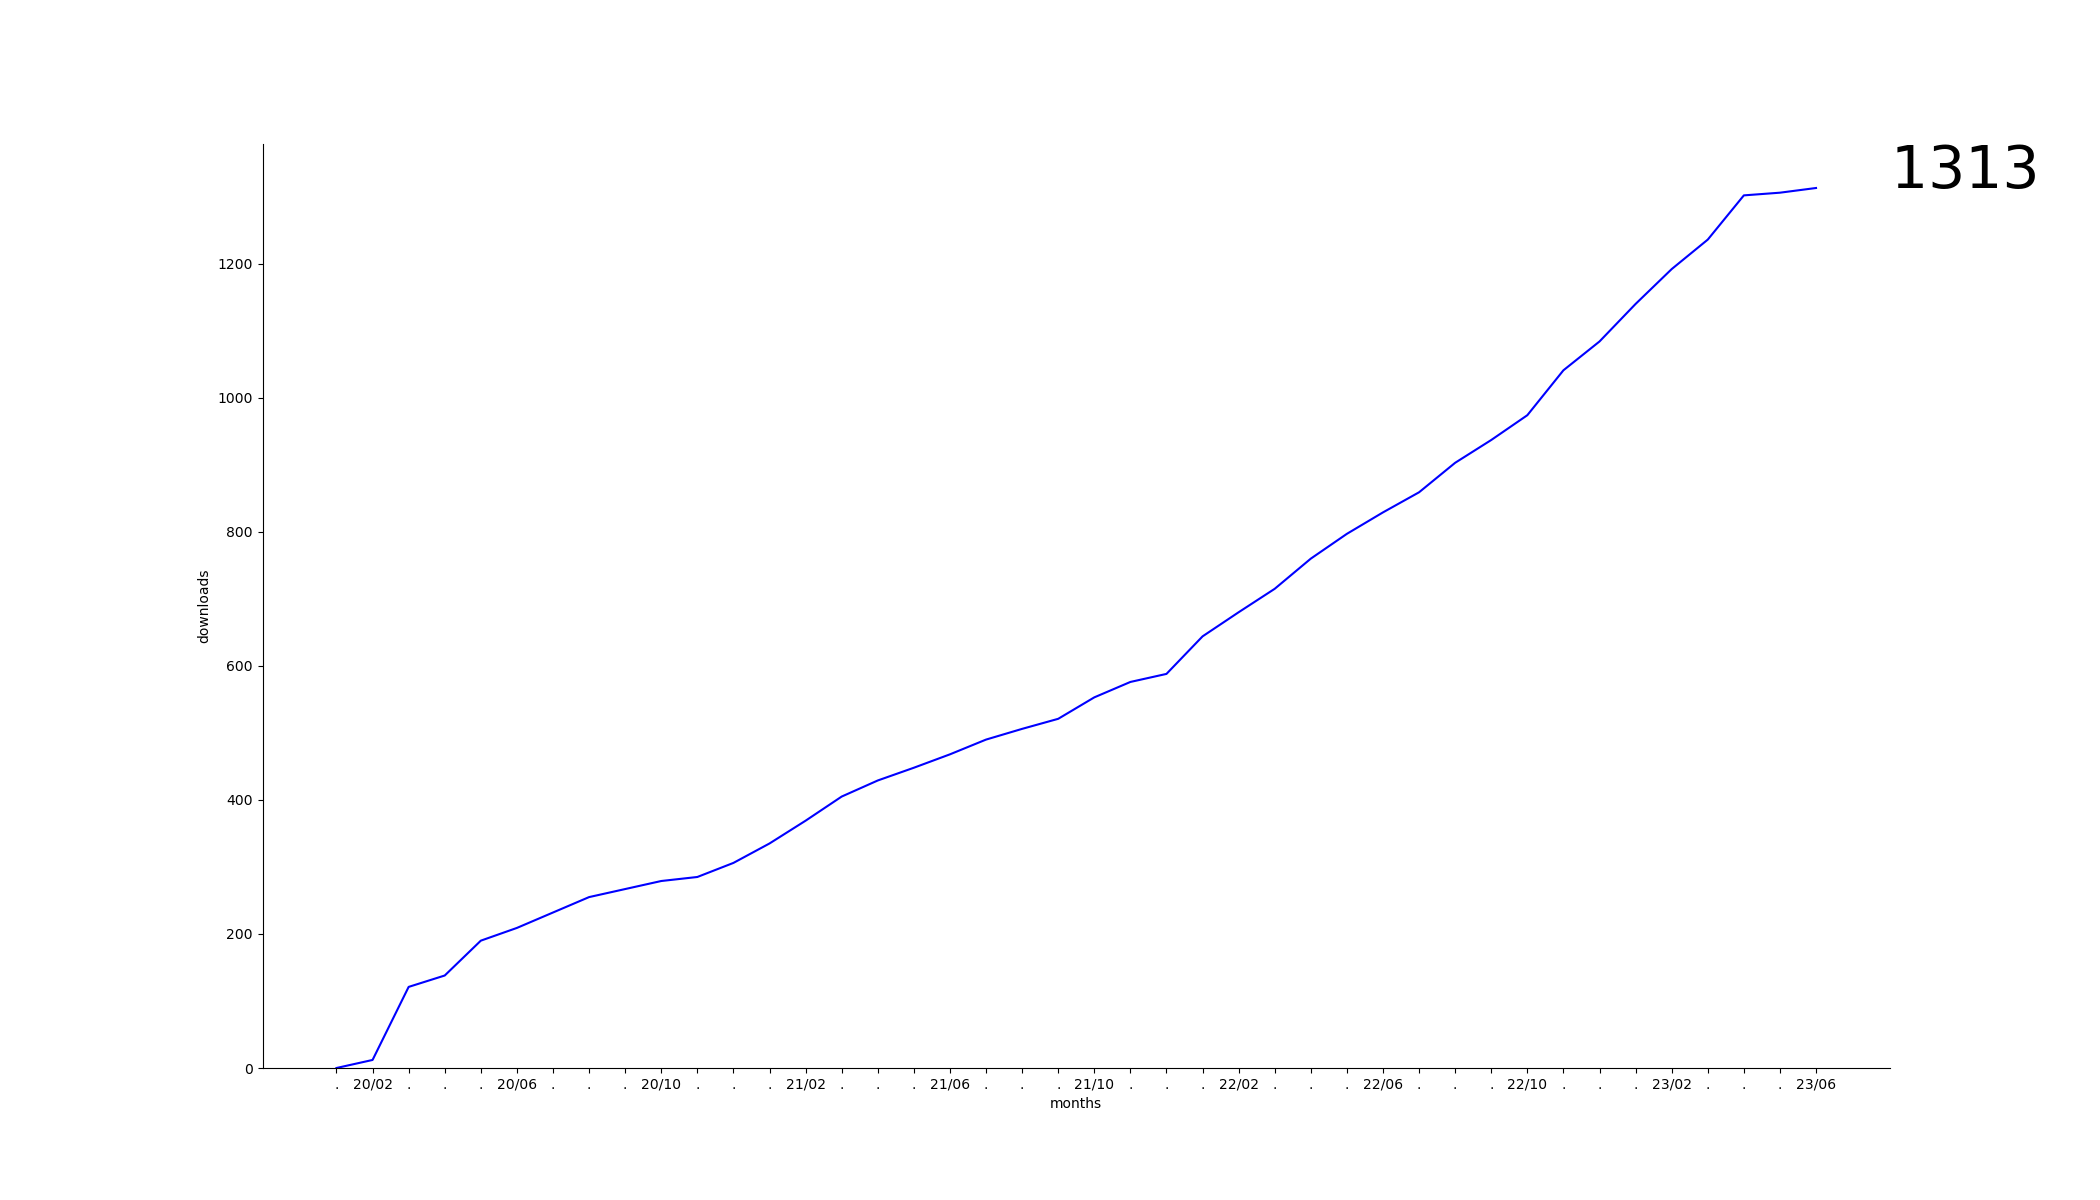 1313
1200
1000
800
600
400
200
0
downloads
. 20/02 . . . 20/06 . . . 20/10 . . . 21/02 . . . 21/06 . . . 21/10 . . . 22/02 . . . 22/06 . . . 22/10 . . . 23/02 . . . 23/06
months